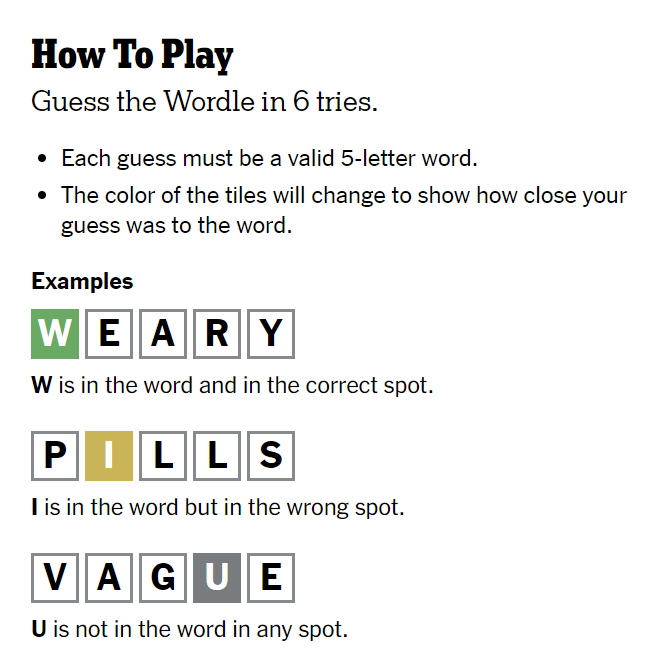 How To Play
Guess the Wordle in 6 tries.
• Each guess must be a valid 5-letter word.
• The color of the tiles will change to show how close your
guess was to the word.
Examples
W E A R Y
W is in the word and in the correct spot.
P I L L S
I is in the word but in the wrong spot.
V A G U E
U is not in the word in any spot.